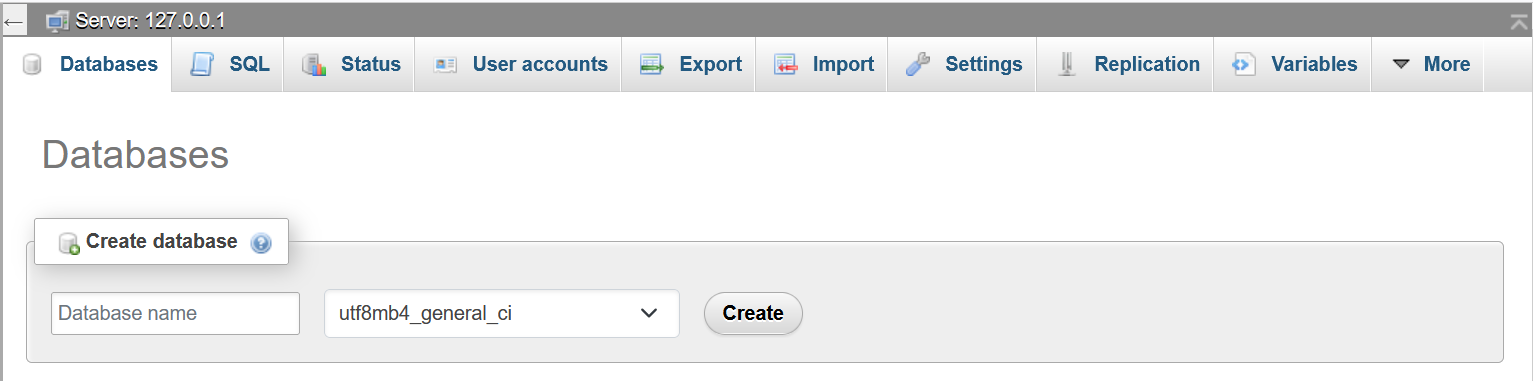 Server: 127.0.0.1
Databases SQL Status User accounts Export Import Settings Replication Variables More
Databases
Create database
Database name utf8mb4_general_ci Create